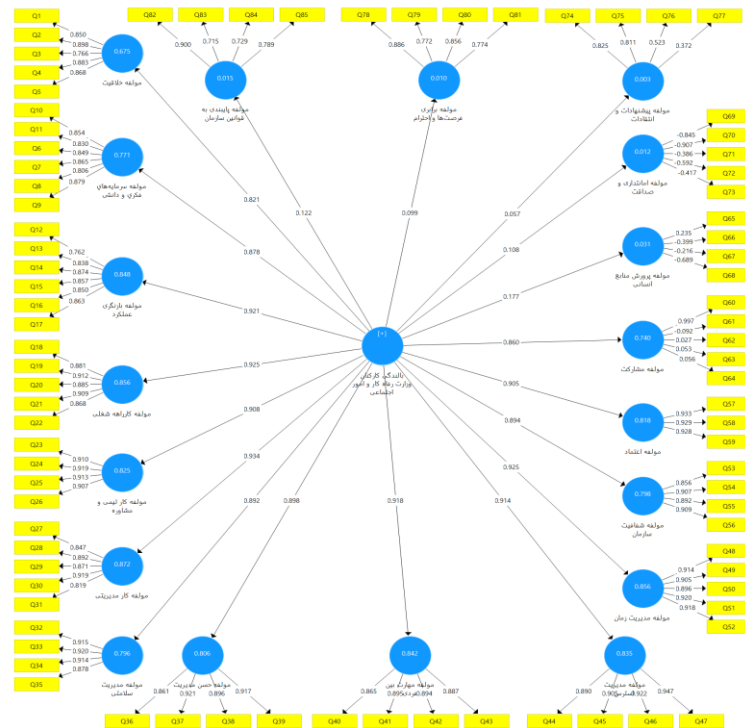 Q1
Q2
Q3
Q4
Q5
0.850
0.898
0.766
0.883
0.868
0.675
مولفه خلاقیت
Q82
Q83
Q84
Q85
0.900
0.715
0.729
0.789
0.015
مولفه پایبندی به
قوانین سازمان
Q78
Q79
Q80
Q81
0.886
0.772
0.856
0.774
0.010
مولفه برابری
فرصت‌ها و احترام
Q74
Q75
Q76
Q77
0.825
0.811
0.523
0.372
0.003
مولفه پیشنهادات و
انتقادات
Q10
Q11
Q6
Q7
Q8
Q9
0.854
0.830
0.849
0.865
0.806
0.879
0.771
مولفه سرمایه‌های
فکری و دانشی
Q69
Q70
Q71
Q72
Q73
-0.845
-0.907
-0.386
-0.592
-0.417
0.012
مولفه امانتداری و
صداقت
Q65
Q66
Q67
Q68
0.235
-0.399
-0.216
-0.689
0.031
مولفه پرورش منابع
انسانی
Q12
Q13
Q14
Q15
Q16
Q17
0.762
0.838
0.874
0.857
0.850
0.863
0.848
مولفه بازنگری
عملکرد
Q60
Q61
Q62
Q63
Q64
0.997
-0.092
0.027
0.053
0.056
0.740
مولفه مشارکت
0.821
0.122
0.099
0.057
0.108
0.177
0.878
0.921
0.860
0.925
0.905
0.908
0.894
0.934
0.925
0.892
0.898
0.918
0.914
[+]
بالندگی کارکنان
وزارت رفاه کار و امور
اجتماعی
Q18
Q19
Q20
Q21
Q22
0.881
0.912
0.885
0.909
0.868
0.856
مولفه کارراهه شغلی
Q57
Q58
Q59
0.933
0.929
0.928
0.818
مولفه اعتماد
Q23
Q24
Q25
Q26
0.910
0.919
0.913
0.907
0.825
مولفه کار تیمی و
مشاوره
Q53
Q54
Q55
Q56
0.856
0.907
0.892
0.909
0.798
مولفه شفافیت
سازمان
Q27
Q28
Q29
Q30
Q31
0.847
0.892
0.871
0.919
0.819
0.872
مولفه کار مدیریتی
Q48
Q49
Q50
Q51
Q52
0.914
0.905
0.896
0.920
0.918
0.856
مولفه مدیریت زمان
Q32
Q33
Q34
Q35
0.915
0.920
0.914
0.878
0.796
مولفه مدیریت
سلامتی
0.806
مولفه حسن مدیریت
0.861
0.921
0.896
0.917
Q36
Q37
Q38
Q39
0.842
مولفه مهارت بین
فردی
0.865
0.895
0.894
0.887
Q40
Q41
Q42
Q43
0.835
مولفه مدیریت
استرس
0.890
0.922
0.947
Q44
Q45
Q46
Q47